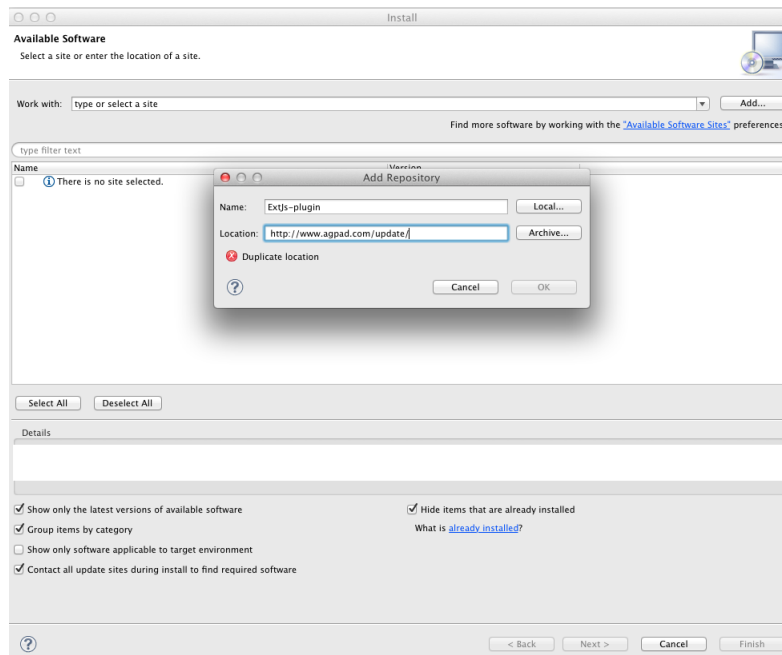 Install
Available Software
Select a site or enter the location of a site.
Work with: type or select a site Add...
Find more software by working with the "Available Software Sites" preferences
type filter text
Name Version
There is no site selected.
Add Repository
Name: ExtJs-plugin Local...
Location: http://www.agpad.com/update/ Archive...
Duplicate location
? Cancel OK
Select All Deselect All
Details
Show only the latest versions of available software
Hide items that are already installed
Group items by category
What is already installed?
Show only software applicable to target environment
Contact all update sites during install to find required software
? < Back Next > Cancel Finish